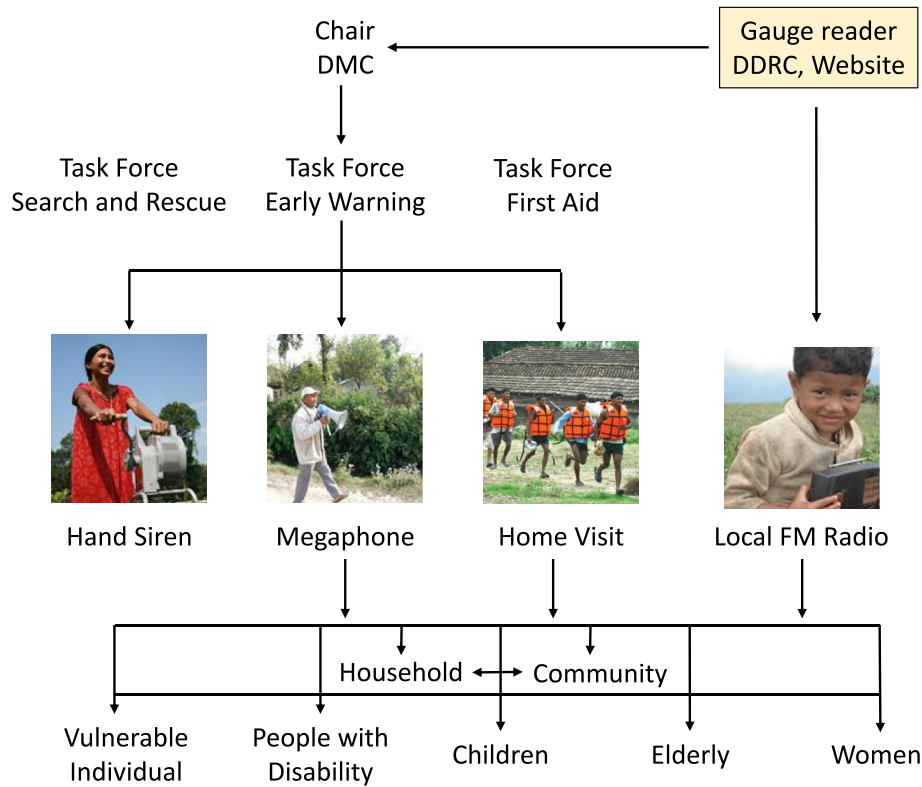 Chair
DMC
Gauge reader
DDRC, Website
Task Force
Search and Rescue
Task Force
Early Warning
Task Force
First Aid
Hand Siren
Megaphone
Home Visit
Local FM Radio
Household
Community
Vulnerable
Individual
People with
Disability
Children
Elderly
Women